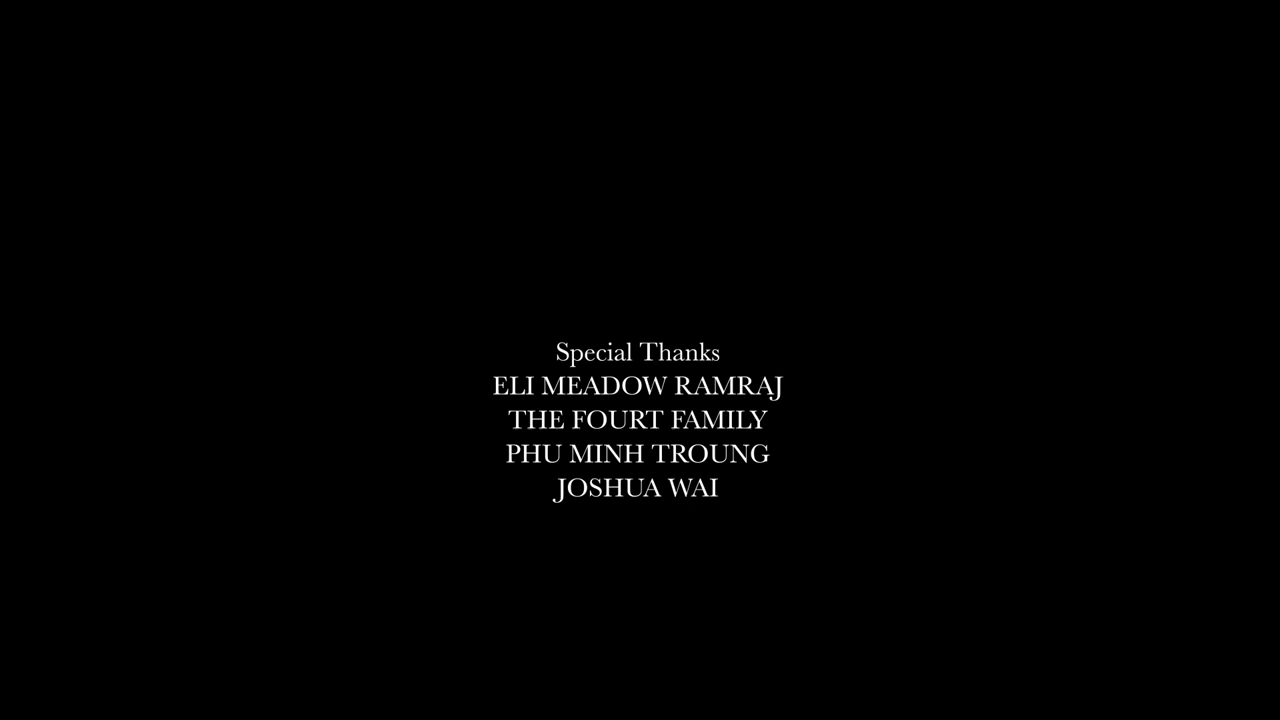 Special Thanks
ELI MEADOW RAMRAJ
THE FOURT FAMILY
PHU MINH TROUNG
JOSHUA WAI